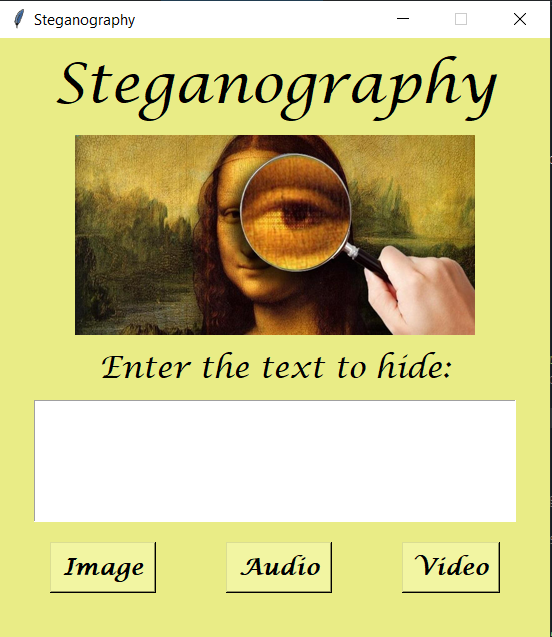 Steganography
Steganography
Enter the text to hide:
Image
Audio
Video